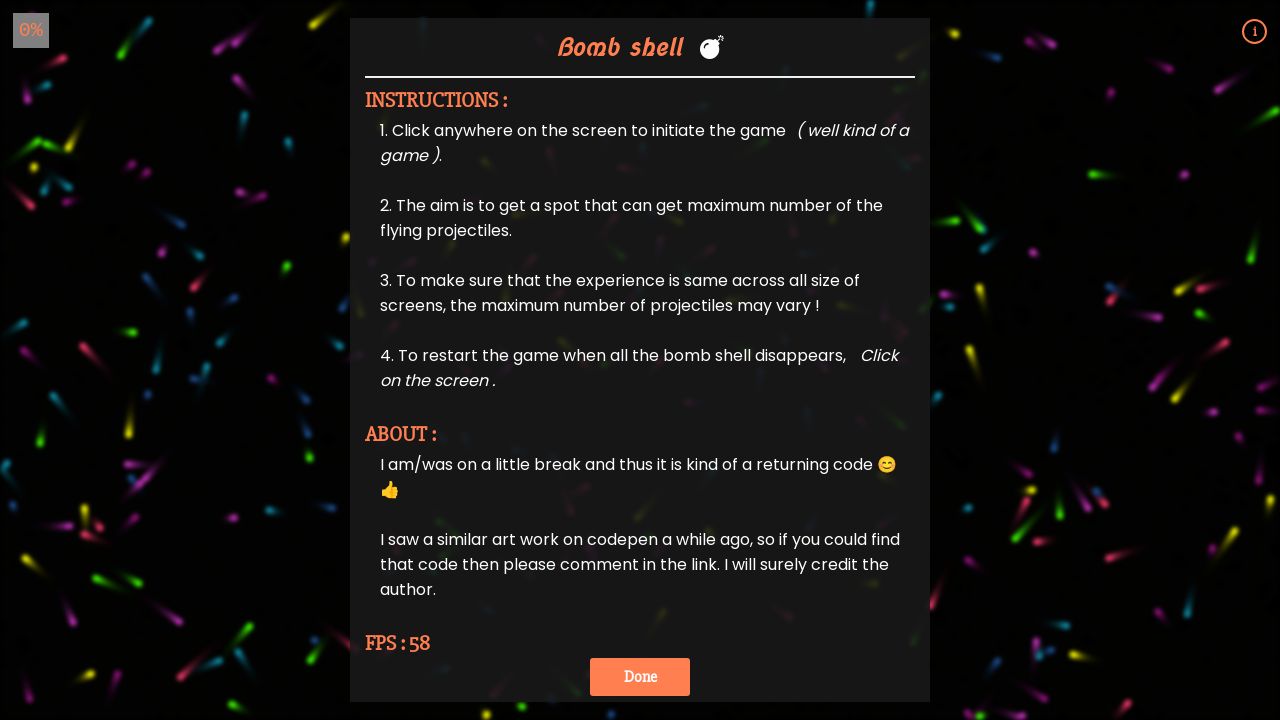 0%
i
Bomb shell 💣
INSTRUCTIONS :
1. Click anywhere on the screen to initiate the game ( well kind of a
game ).
2. The aim is to get a spot that can get maximum number of the
flying projectiles.
3. To make sure that the experience is same across all size of
screens, the maximum number of projectiles may vary !
4. To restart the game when all the bomb shell disappears, Click
on the screen .
ABOUT :
I am/was on a little break and thus it is kind of a returning code 😊
👍
I saw a similar art work on codepen a while ago, so if you could find
that code then please comment in the link. I will surely credit the
author.
FPS : 58
Done